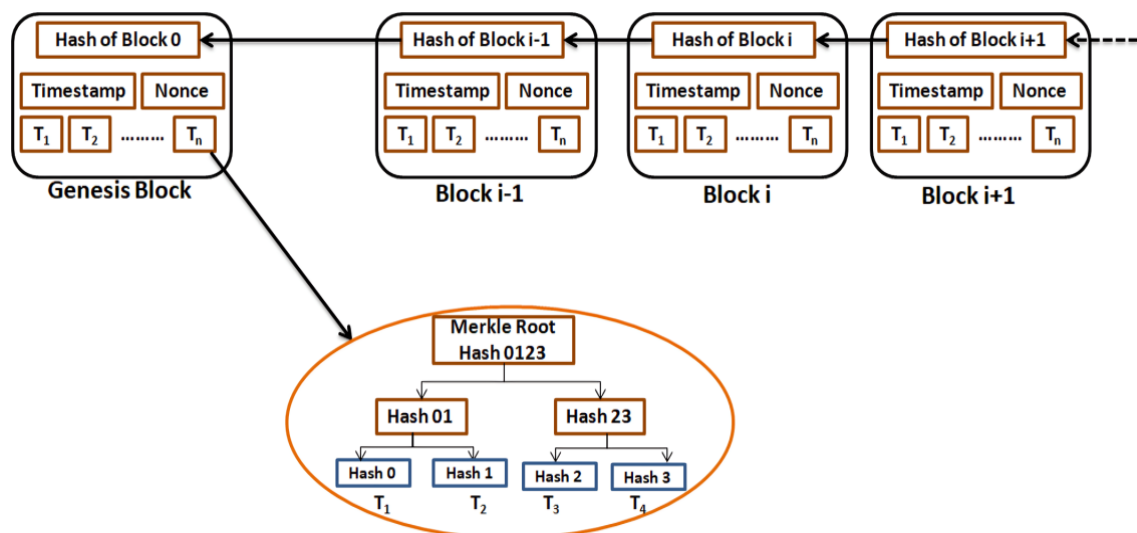 Hash of Block 0
Hash of Block i-1
Hash of Block i
Hash of Block i+1
Timestamp Nonce
Timestamp Nonce
Timestamp Nonce
Timestamp Nonce
T1 T2 ......... Tn
T1 T2 ......... Tn
T1 T2 ......... Tn
T1 T2 ......... Tn
Genesis Block
Block i-1
Block i
Block i+1
Merkle Root
Hash 0123
Hash 01
Hash 23
Hash 0
Hash 1
Hash 2
Hash 3
T1
T2
T3
T4